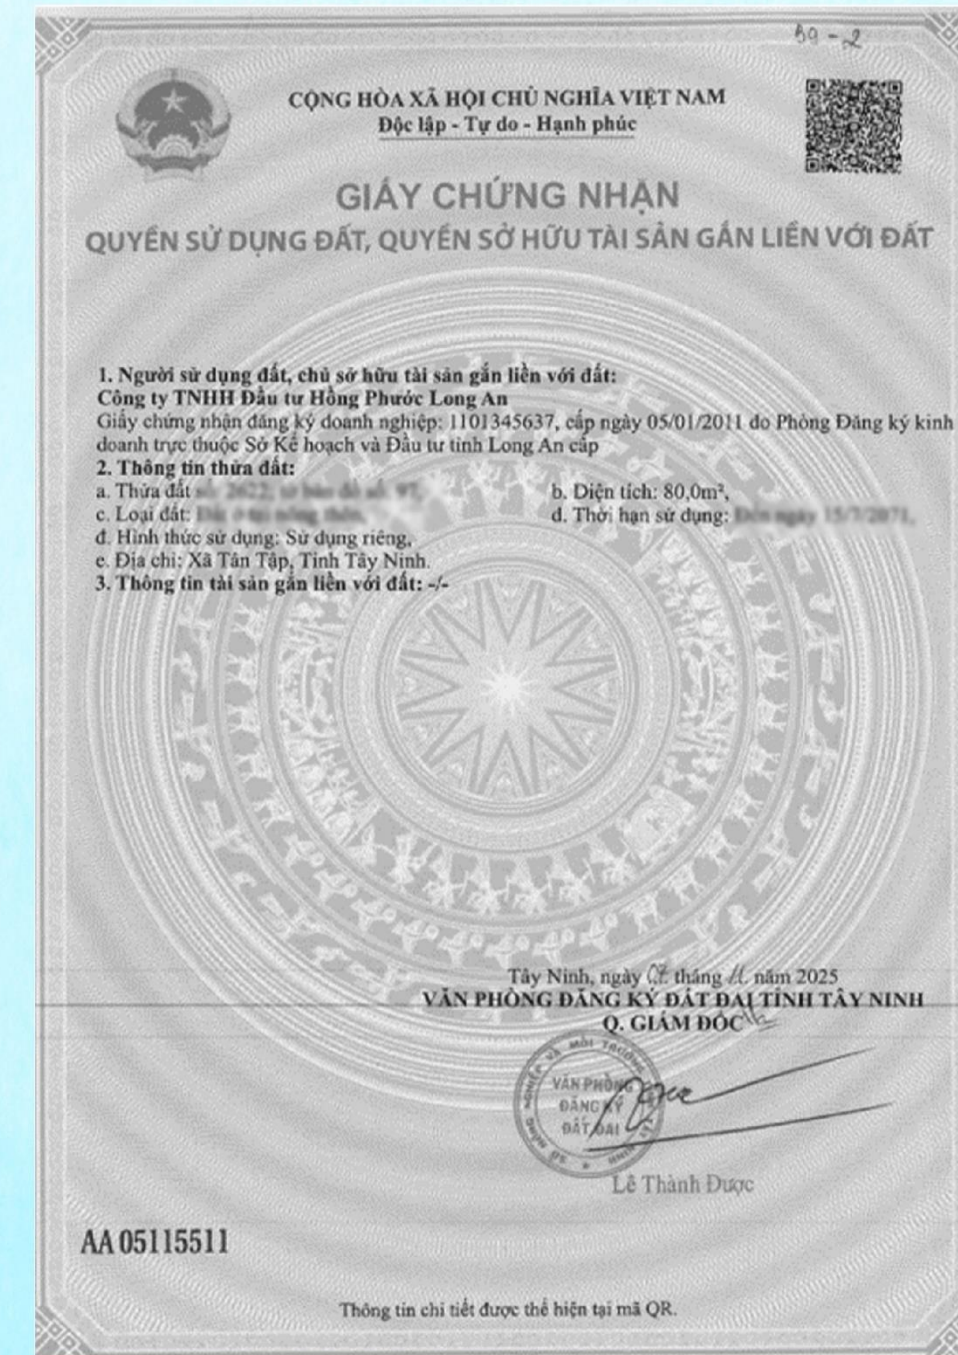 B9-2
CỘNG HÒA XÃ HỘI CHỦ NGHĨA VIỆT NAM
Độc lập - Tự do - Hạnh phúc
GIẤY CHỨNG NHẬN
QUYỀN SỬ DỤNG ĐẤT, QUYỀN SỞ HỮU TÀI SẢN GẮN LIỀN VỚI ĐẤT
1. Người sử dụng đất, chủ sở hữu tài sản gắn liền với đất:
Công ty TNHH Đầu tư Hồng Phước Long An
Giấy chứng nhận đăng ký doanh nghiệp: 1101345637, cấp ngày 05/01/2011 do Phòng Đăng ký kinh
doanh trực thuộc Sở Kế hoạch và Đầu tư tỉnh Long An cấp
2. Thông tin thửa đất:
a. Thửa đất
b. Diện tích: 80,0m²,
c. Loại đất:
d. Thời hạn sử dụng:
đ. Hình thức sử dụng: Sử dụng riêng,
e. Địa chỉ: Xã Tân Tập, Tỉnh Tây Ninh.
3. Thông tin tài sản gắn liền với đất: -/-
Tây Ninh, ngày 07 tháng 11 năm 2025
VĂN PHÒNG ĐĂNG KÝ ĐẤT ĐAI TỈNH TÂY NINH
Q. GIÁM ĐỐC
VĂN PHÒNG
ĐĂNG KÝ
ĐẤT ĐAI
Lê Thành Được
AA 05115511
Thông tin chi tiết được thể hiện tại mã QR.